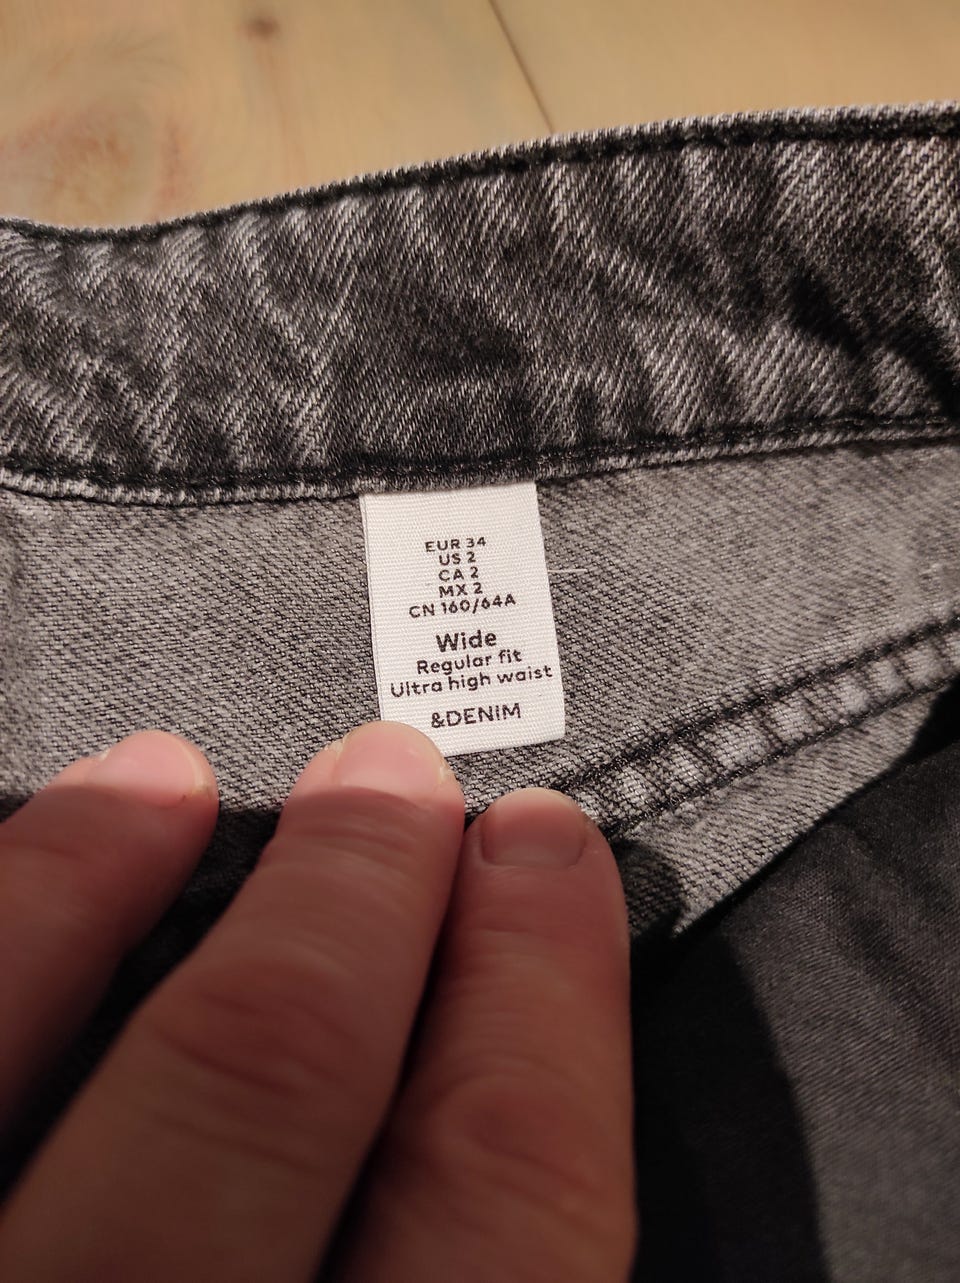 EUR 34
US 2
CA 2
MX 2
CN 160/64A
Wide
Regular fit
Ultra high waist
&DENIM